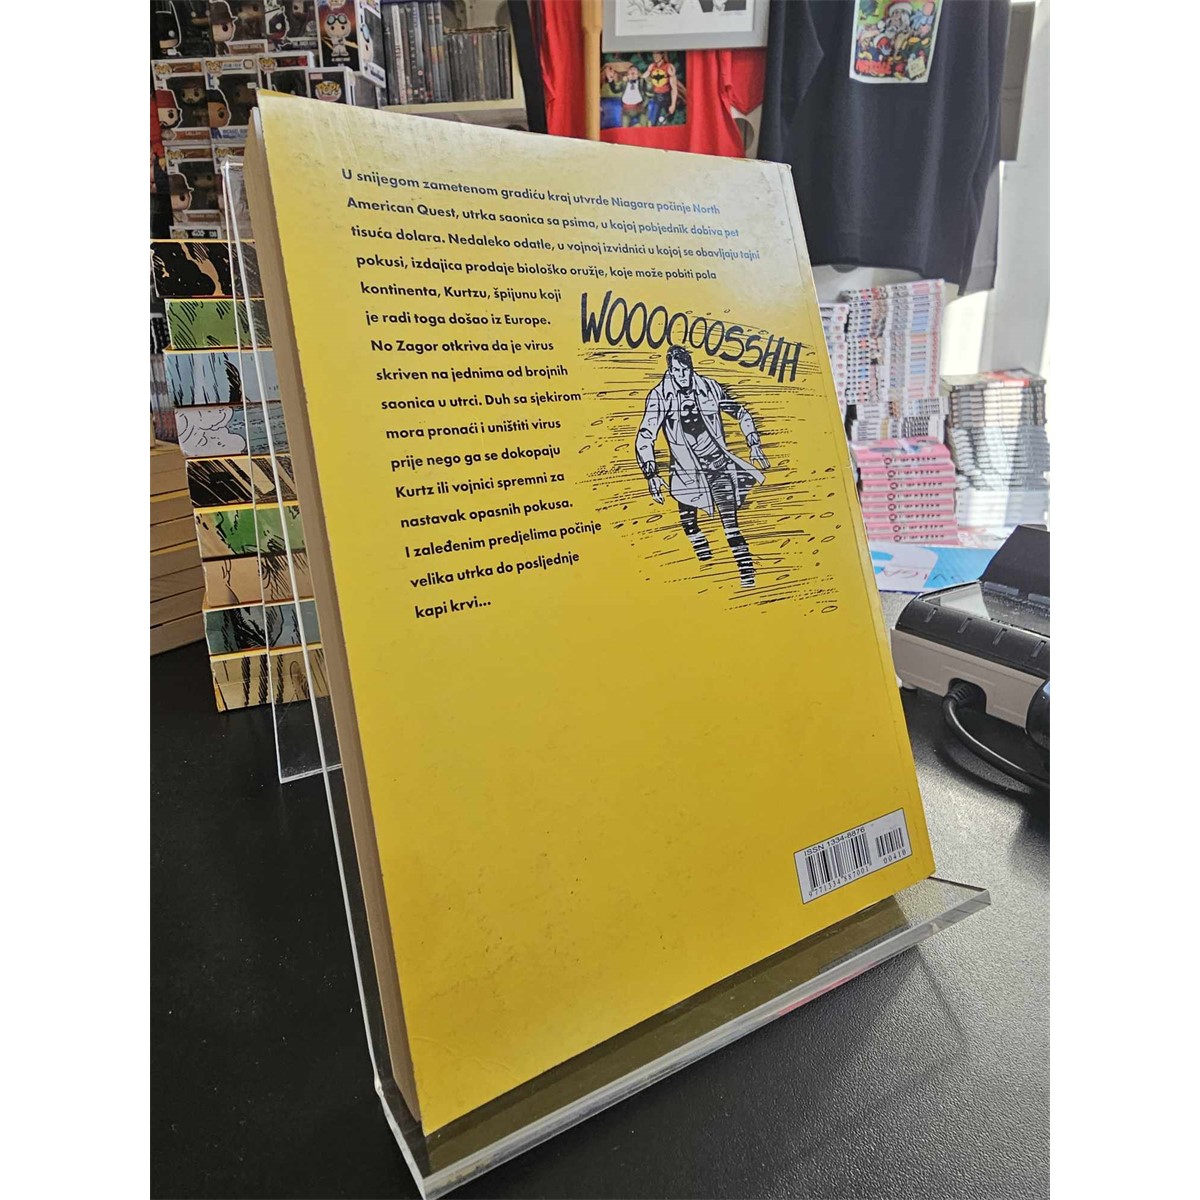 U snijegom zametenom gradiću kraj utvrde Niagara počinje North
American Quest, utrka saonica sa psima, u kojoj pobjednik dobiva pet
tisuća dolara. Nedaleko odatle, u vojnoj izvidnici u kojoj se obavljaju tajni
pokusi, izdajica prodaje biološko oružje, koje može pobiti pola
kontinenta, Kurtzu, špijunu koji
je radi toga došao iz Europe.
No Zagor otkriva da je virus
skriven na jednima od brojnih
saonica u utrci. Duh sa sjekirom
mora pronaći i uništiti virus
prije nego ga se dokopaju
Kurtz ili vojnici spremni za
nastavak opasnih pokusa.
I zaleđenim predjelima počinje
velika utrka do posljednje
kapi krvi...
WOOOOOOSSHH
ISSN 1334-8876
00410
9 771334 887001